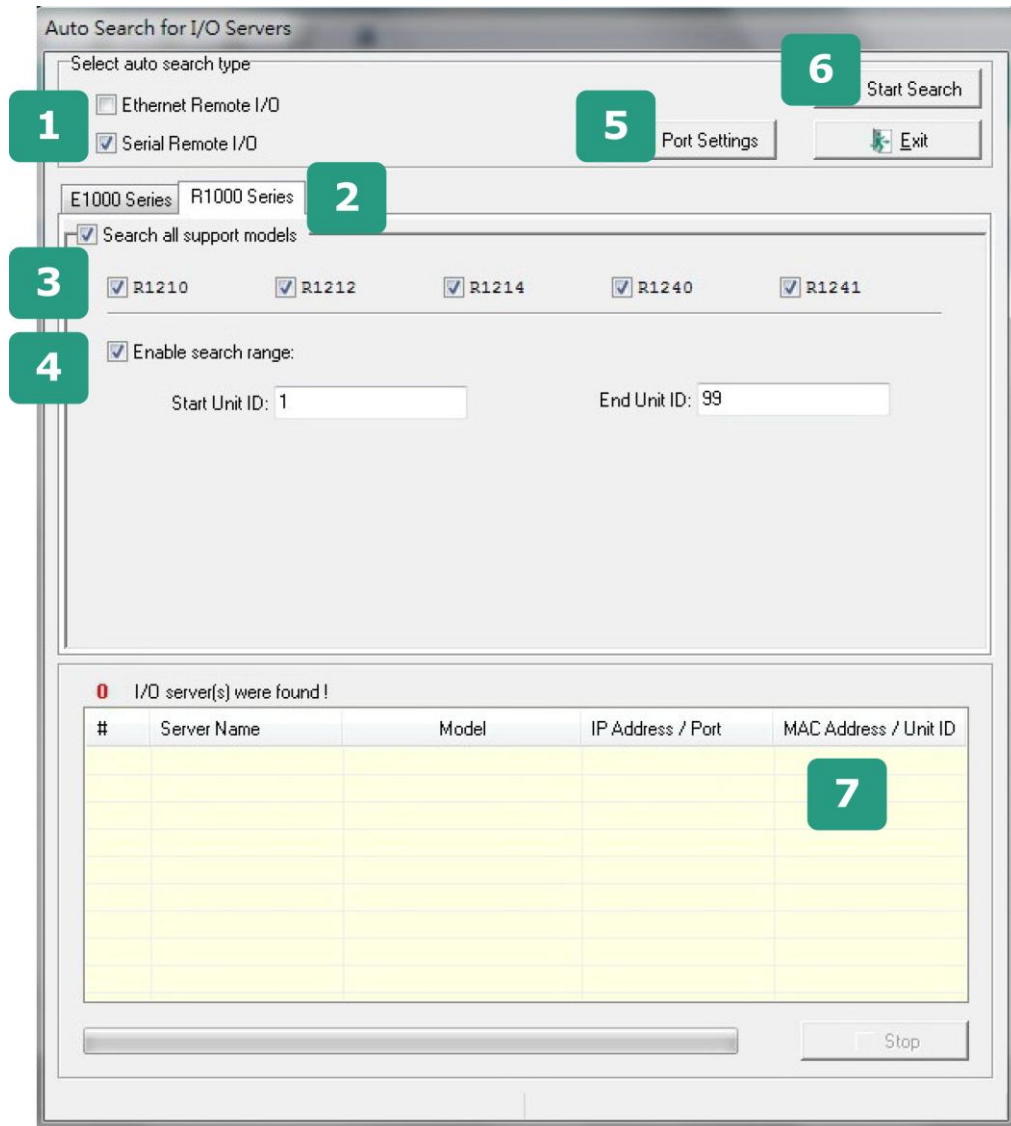 Auto Search for I/O Servers
Select auto search type
6
Start Search
1
Ethernet Remote I/O
Serial Remote I/O
5
Port Settings
Exit
E1000 Series
R1000 Series
2
Search all support models
3
R1210 R1212 R1214 R1240 R1241
4
Enable search range:
Start Unit ID: 1
End Unit ID: 99
0 I/O server(s) were found !
# Server Name Model IP Address / Port MAC Address / Unit ID
7
Stop